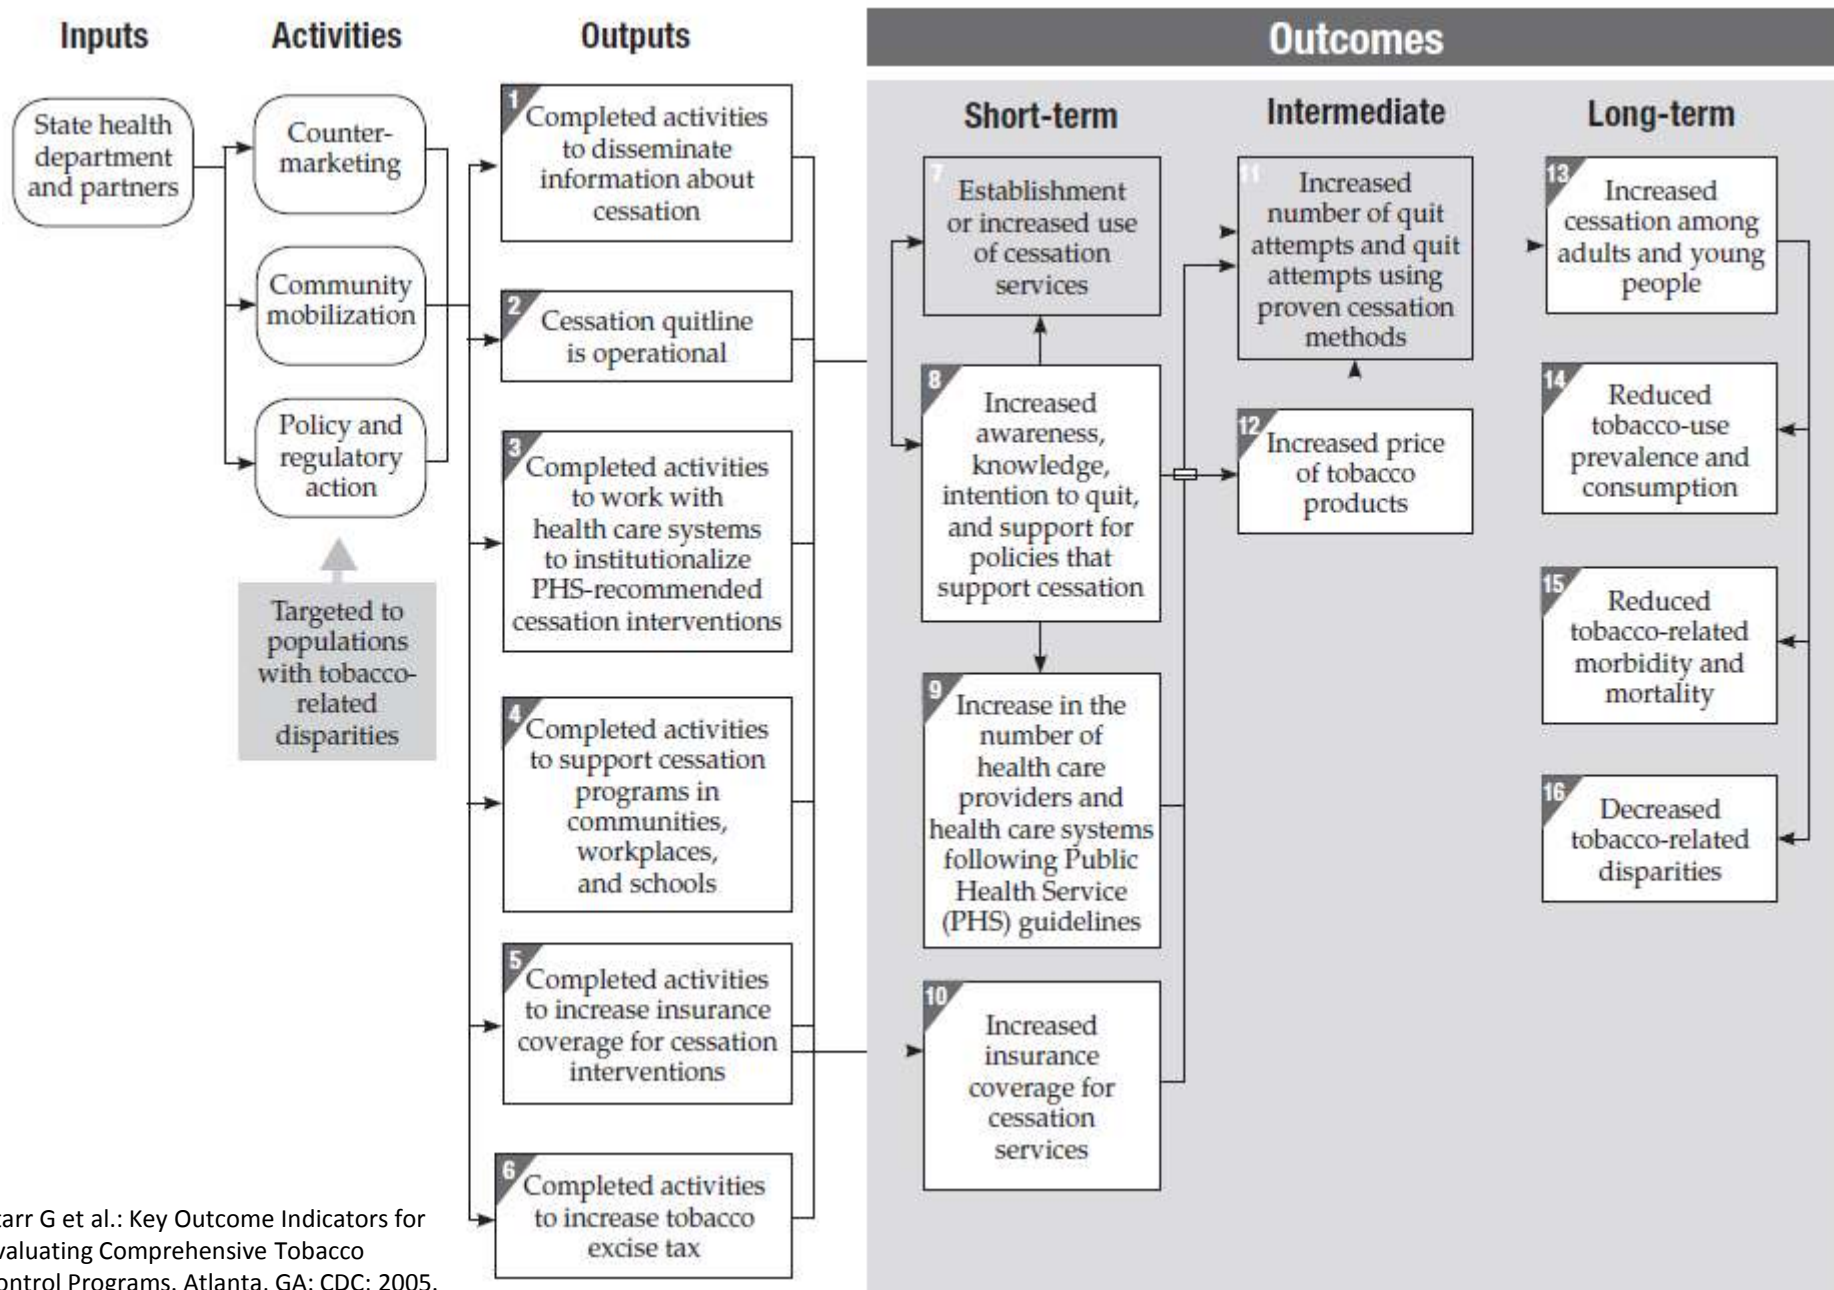 Inputs
Activities
Outputs
Outcomes
Short-term
Intermediate
Long-term
State health
department
and partners
Counter-
marketing
Community
mobilization
Policy and
regulatory
action
Targeted to
populations
with tobacco-
related
disparities
1
Completed activities
to disseminate
information about
cessation
2
Cessation quitline
is operational
3
Completed activities
to work with
health care systems
to institutionalize
PHS-recommended
cessation interventions
4
Completed activities
to support cessation
programs in
communities,
workplaces,
and schools
5
Completed activities
to increase insurance
coverage for cessation
interventions
6
Completed activities
to increase tobacco
excise tax
7
Establishment
or increased use
of cessation
services
8
Increased
awareness,
knowledge,
intention to quit,
and support for
policies that
support cessation
9
Increase in the
number of
health care
providers and
health care systems
following Public
Health Service
(PHS) guidelines
10
Increased
insurance
coverage for
cessation
services
11
Increased
number of quit
attempts and quit
attempts using
proven cessation
methods
12
Increased price
of tobacco
products
13
Increased
cessation among
adults and young
people
14
Reduced
tobacco-use
prevalence and
consumption
15
Reduced
tobacco-related
morbidity and
mortality
16
Decreased
tobacco-related
disparities
arr G et al.: Key Outcome Indicators for
valuating Comprehensive Tobacco
ontrol Programs. Atlanta, GA: CDC; 2005.